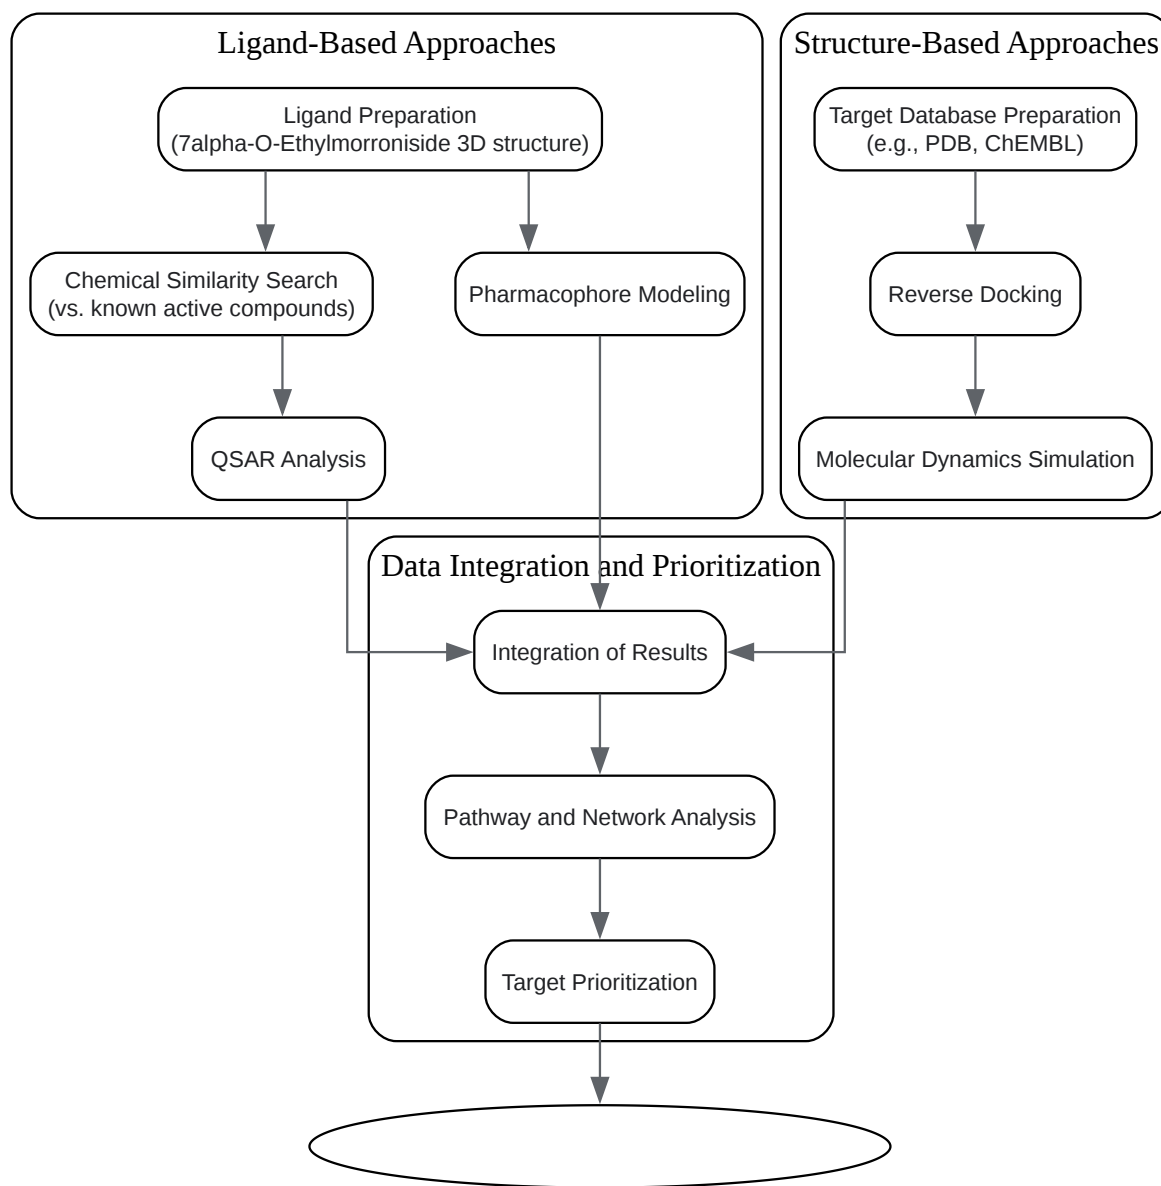 Ligand-Based Approaches
Ligand Preparation
(7alpha-O-Ethylmorroniside 3D structure)
Chemical Similarity Search
(vs. known active compounds)
Pharmacophore Modeling
QSAR Analysis
Structure-Based Approaches
Target Database Preparation
(e.g., PDB, ChEMBL)
Reverse Docking
Molecular Dynamics Simulation
Data Integration and Prioritization
Integration of Results
Pathway and Network Analysis
Target Prioritization